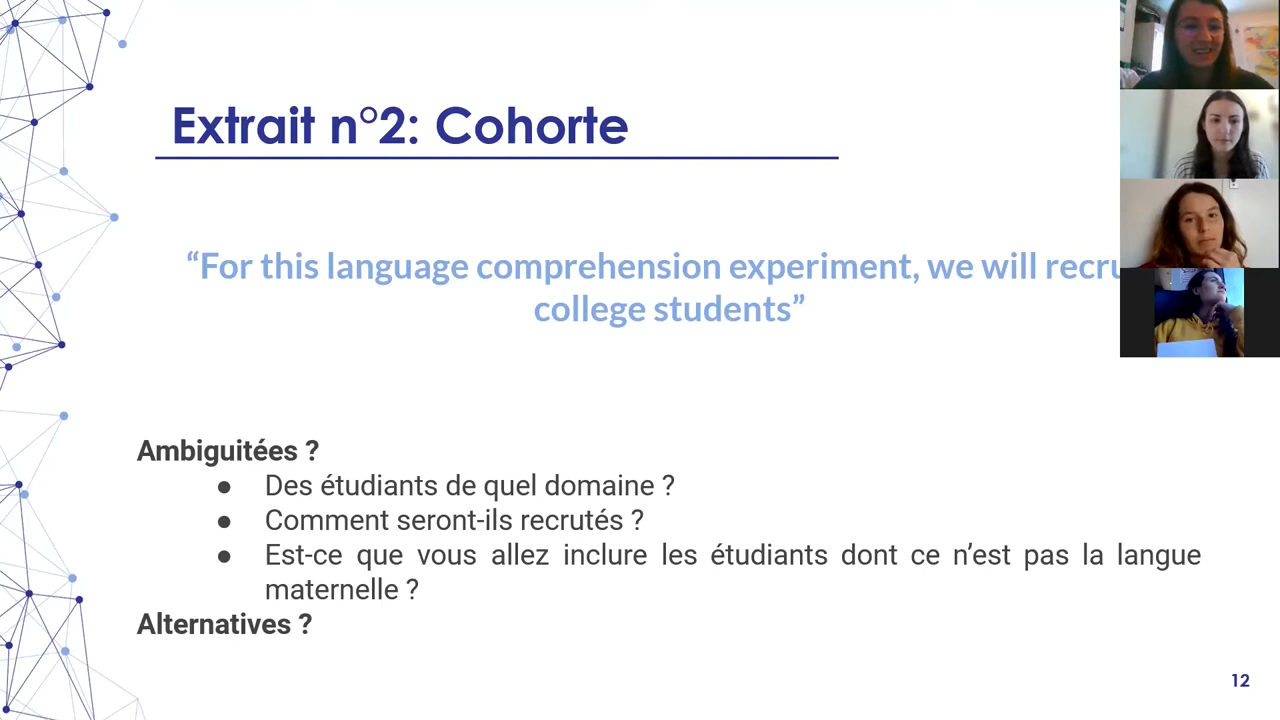 Extrait n°2: Cohorte
“For this language comprehension experiment, we will
college students”
Ambiguitées ?
● Des étudiants de quel domaine ?
● Comment seront-ils recrutés ?
● Est-ce que vous allez inclure les étudiants dont ce n’est pas la langue
maternelle ?
Alternatives ?
12